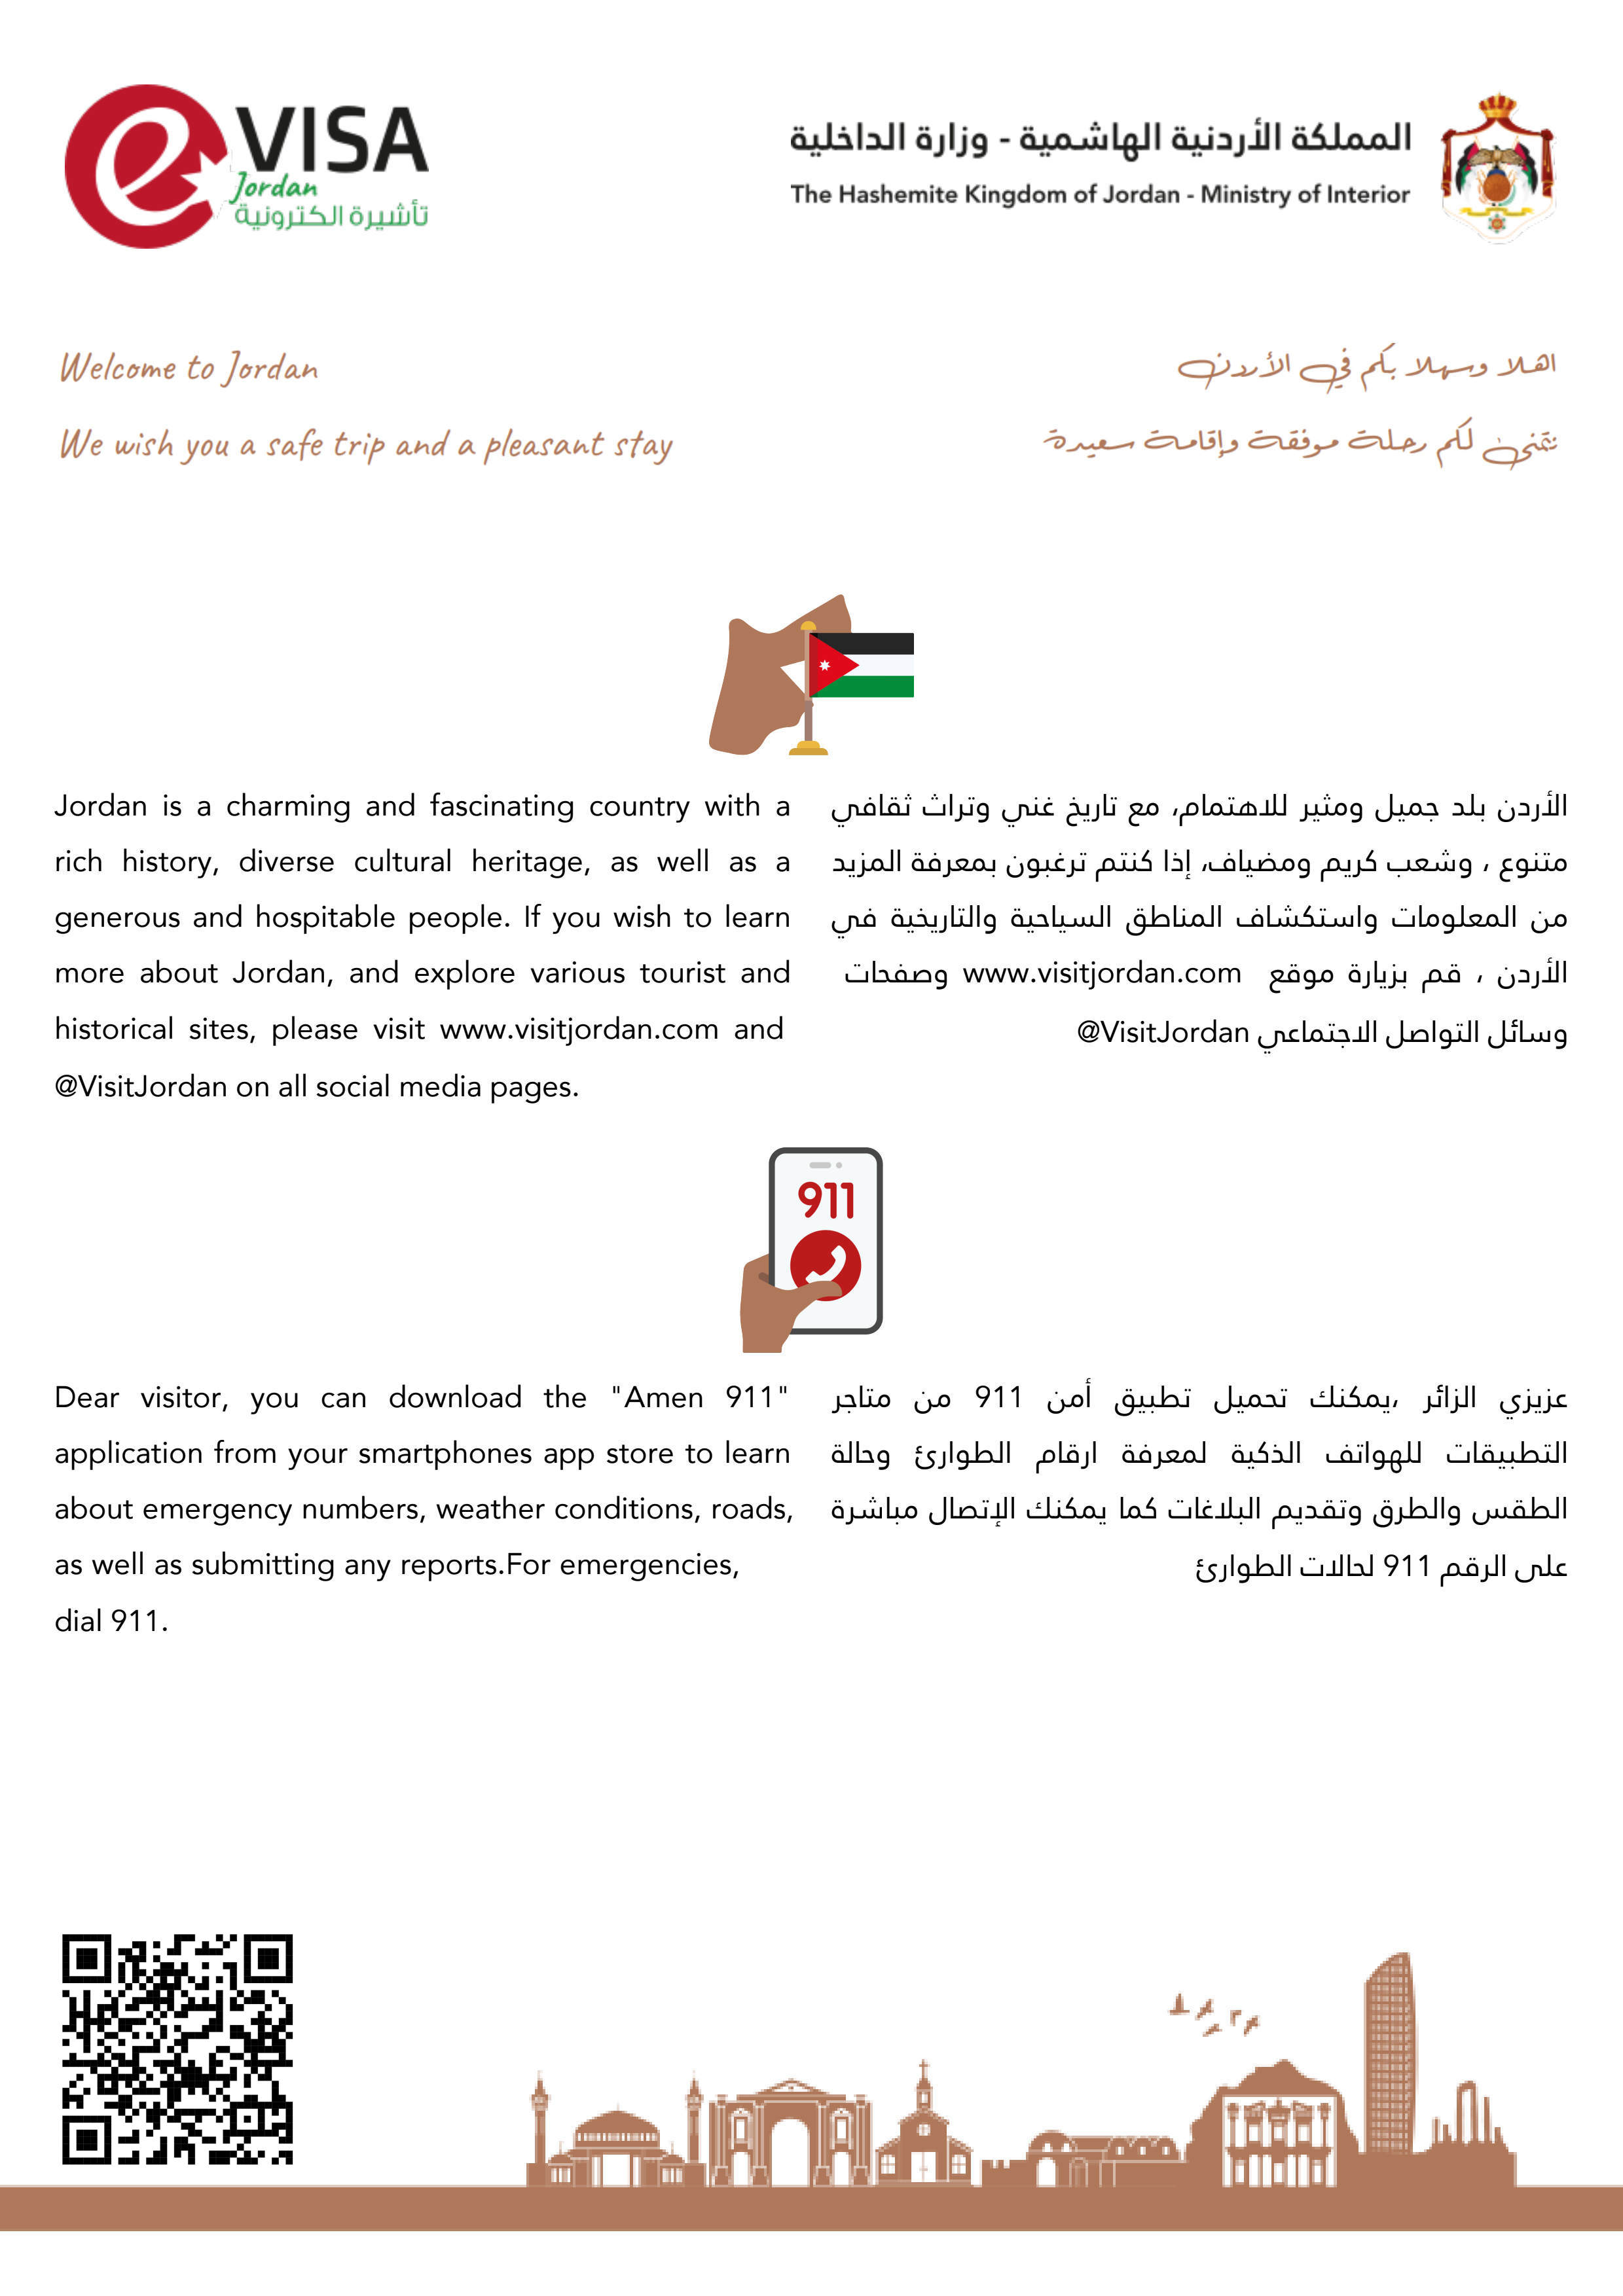 e VISA
Jordan
تأشيرة الكترونية
المملكة الأردنية الهاشمية - وزارة الداخلية
The Hashemite Kingdom of Jordan - Ministry of Interior
Welcome to Jordan
We wish you a safe trip and a pleasant stay
اهلا وسهلا بكم في الأردن
نتمنى لكم رحلة موفقة وإقامة سعيدة
Jordan is a charming and fascinating country with a
rich history, diverse cultural heritage, as well as a
generous and hospitable people. If you wish to learn
more about Jordan, and explore various tourist and
historical sites, please visit www.visitjordan.com and
@VisitJordan on all social media pages.
الأردن بلد جميل ومثير للاهتمام، مع تاريخ غني وتراث ثقافي
متنوع ، وشعب كريم ومضياف، إذا كنتم ترغبون بمعرفة المزيد
من المعلومات واستكشاف المناطق السياحية والتاريخية في
الأردن ، قم بزيارة موقع www.visitjordan.com وصفحات
وسائل التواصل الاجتماعي @VisitJordan
911
Dear visitor, you can download the "Amen 911"
application from your smartphones app store to learn
about emergency numbers, weather conditions, roads,
as well as submitting any reports.For emergencies,
dial 911.
عزيزي الزائر ،يمكنك تحميل تطبيق أمن 911 من متاجر
التطبيقات للهواتف الذكية لمعرفة ارقام الطوارئ وحالة
الطقس والطرق وتقديم البلاغات كما يمكنك الإتصال مباشرة
على الرقم 911 لحالات الطوارئ